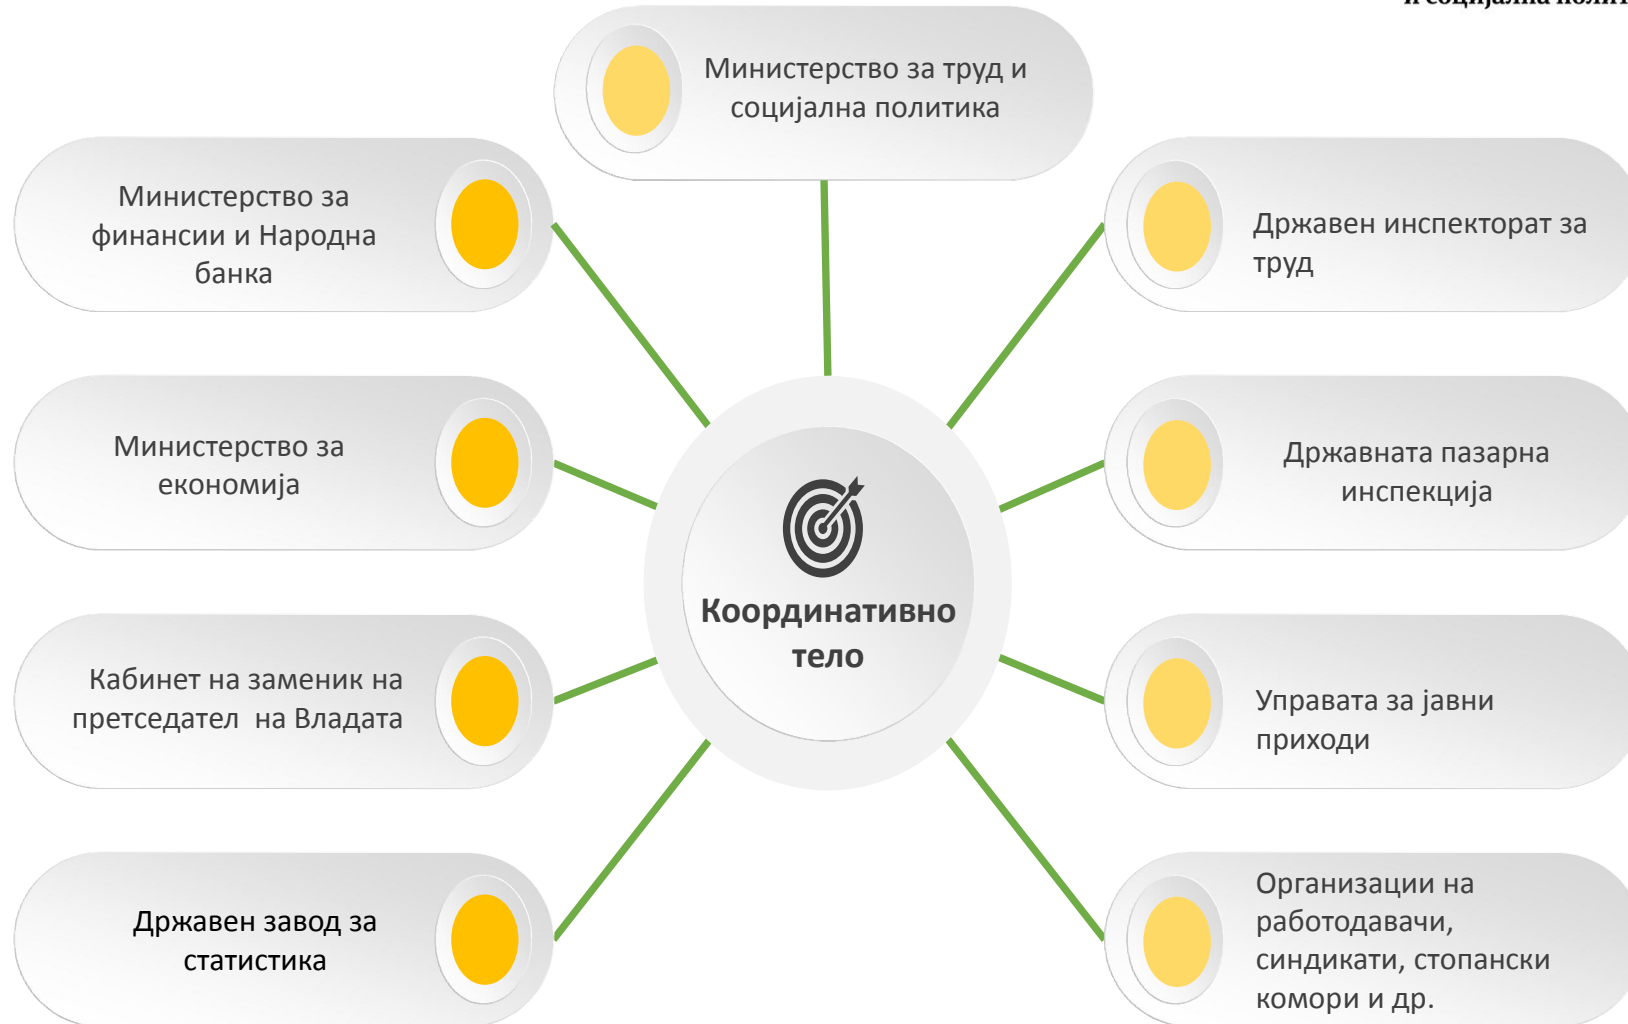 и социјална
Министерство за труд и
социјална политика
Министерство за
финансии и Народна
банка
Државен инспекторат за
труд
Министерство за
економија
Државната пазарна
инспекција
Координативно
тело
Кабинет на заменик на
претседател на Владата
Управата за јавни
приходи
Државен завод за
статистика
Организации на
работодавачи,
синдикати, стопански
комори и др.